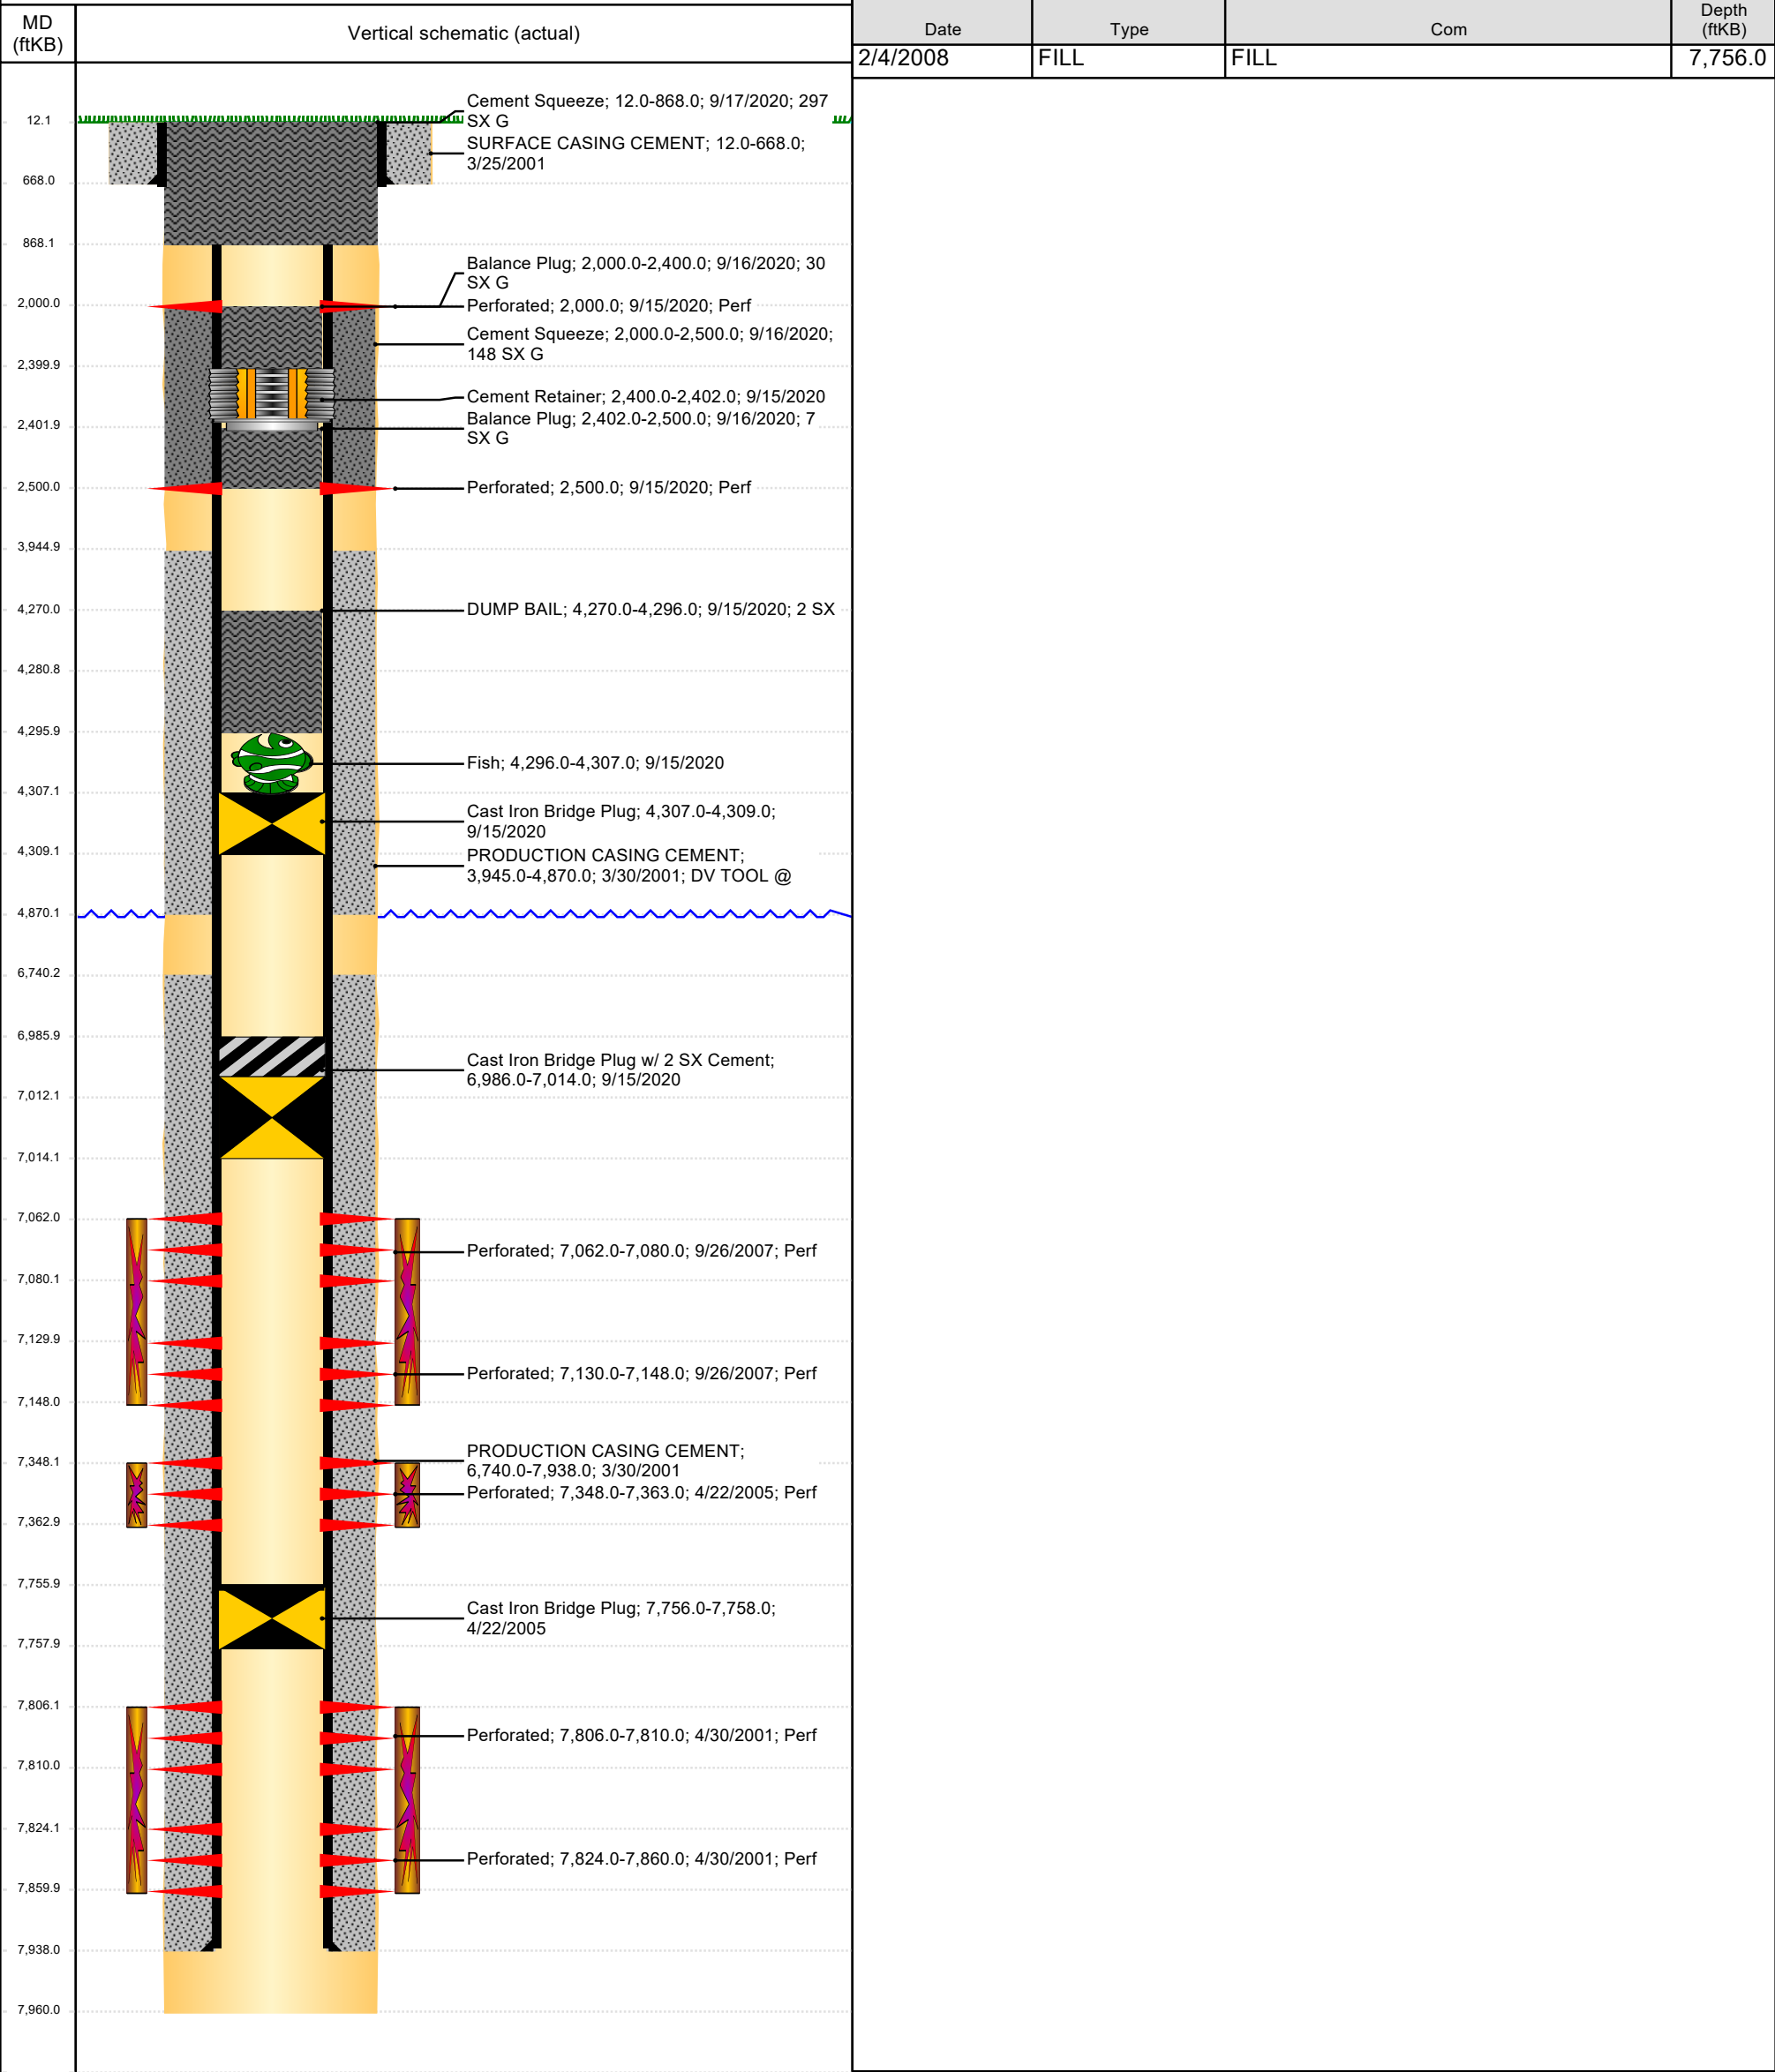 MD
(ftKB)
Vertical schematic (actual)
Date
Type
Com
Depth
(ftKB)
2/4/2008
FILL
FILL
7,756.0
12.1
668.0
868.1
2,000.0
2,399.9
2,401.9
2,500.0
3,944.9
4,270.0
4,280.8
4,295.9
4,307.1
4,309.1
4,870.1
6,740.2
6,985.9
7,012.1
7,014.1
7,062.0
7,080.1
7,129.9
7,148.0
7,348.1
7,362.9
7,755.9
7,757.9
7,806.1
7,810.0
7,824.1
7,859.9
7,938.0
7,960.0
Cement Squeeze; 12.0-868.0; 9/17/2020; 297
SX G
SURFACE CASING CEMENT; 12.0-668.0;
3/25/2001
Balance Plug; 2,000.0-2,400.0; 9/16/2020; 30
SX G
Perforated; 2,000.0; 9/15/2020; Perf
Cement Squeeze; 2,000.0-2,500.0; 9/16/2020;
148 SX G
Cement Retainer; 2,400.0-2,402.0; 9/15/2020
Balance Plug; 2,402.0-2,500.0; 9/16/2020; 7
SX G
Perforated; 2,500.0; 9/15/2020; Perf
DUMP BAIL; 4,270.0-4,296.0; 9/15/2020; 2 SX
Fish; 4,296.0-4,307.0; 9/15/2020
Cast Iron Bridge Plug; 4,307.0-4,309.0;
9/15/2020
PRODUCTION CASING CEMENT;
3,945.0-4,870.0; 3/30/2001; DV TOOL @
Cast Iron Bridge Plug w/ 2 SX Cement;
6,986.0-7,014.0; 9/15/2020
Perforated; 7,062.0-7,080.0; 9/26/2007; Perf
Perforated; 7,130.0-7,148.0; 9/26/2007; Perf
PRODUCTION CASING CEMENT;
6,740.0-7,938.0; 3/30/2001
Perforated; 7,348.0-7,363.0; 4/22/2005; Perf
Cast Iron Bridge Plug; 7,756.0-7,758.0;
4/22/2005
Perforated; 7,806.0-7,810.0; 4/30/2001; Perf
Perforated; 7,824.0-7,860.0; 4/30/2001; Perf